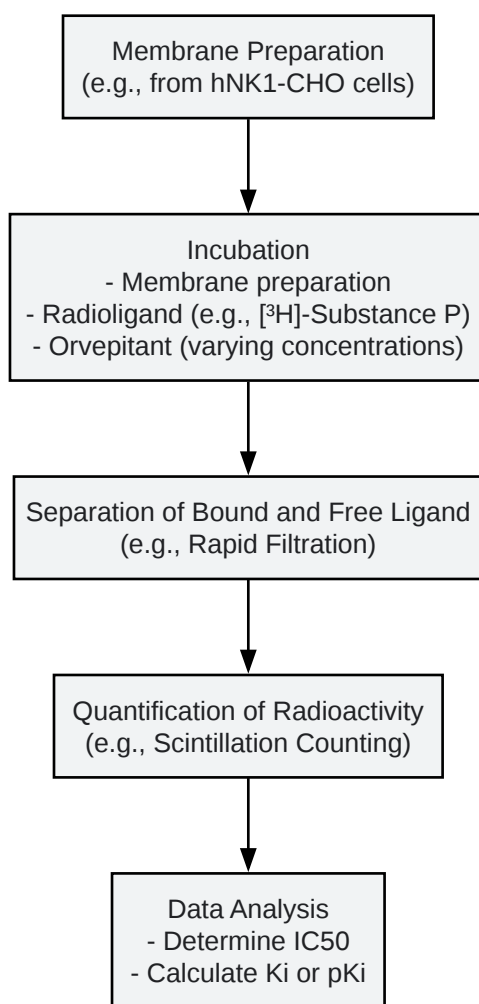 Membrane Preparation
(e.g., from hNK1-CHO cells)
Incubation
- Membrane preparation
- Radioligand (e.g., [³H]-Substance P)
- Orvepitant (varying concentrations)
Separation of Bound and Free Ligand
(e.g., Rapid Filtration)
Quantification of Radioactivity
(e.g., Scintillation Counting)
Data Analysis
- Determine IC50
- Calculate Ki or pKi